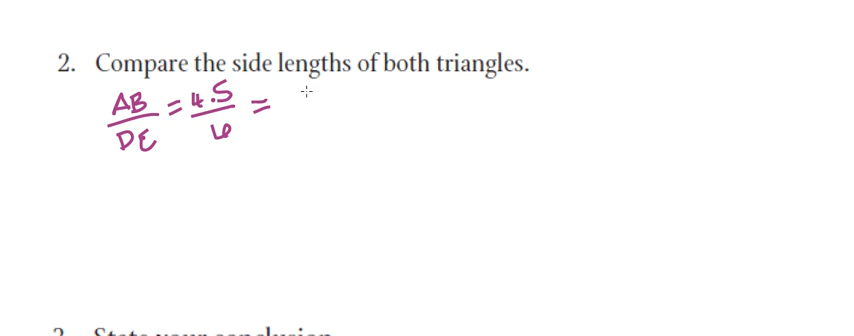 2. Compare the side lengths of both triangles.
AB/DE = 4.5/6 =